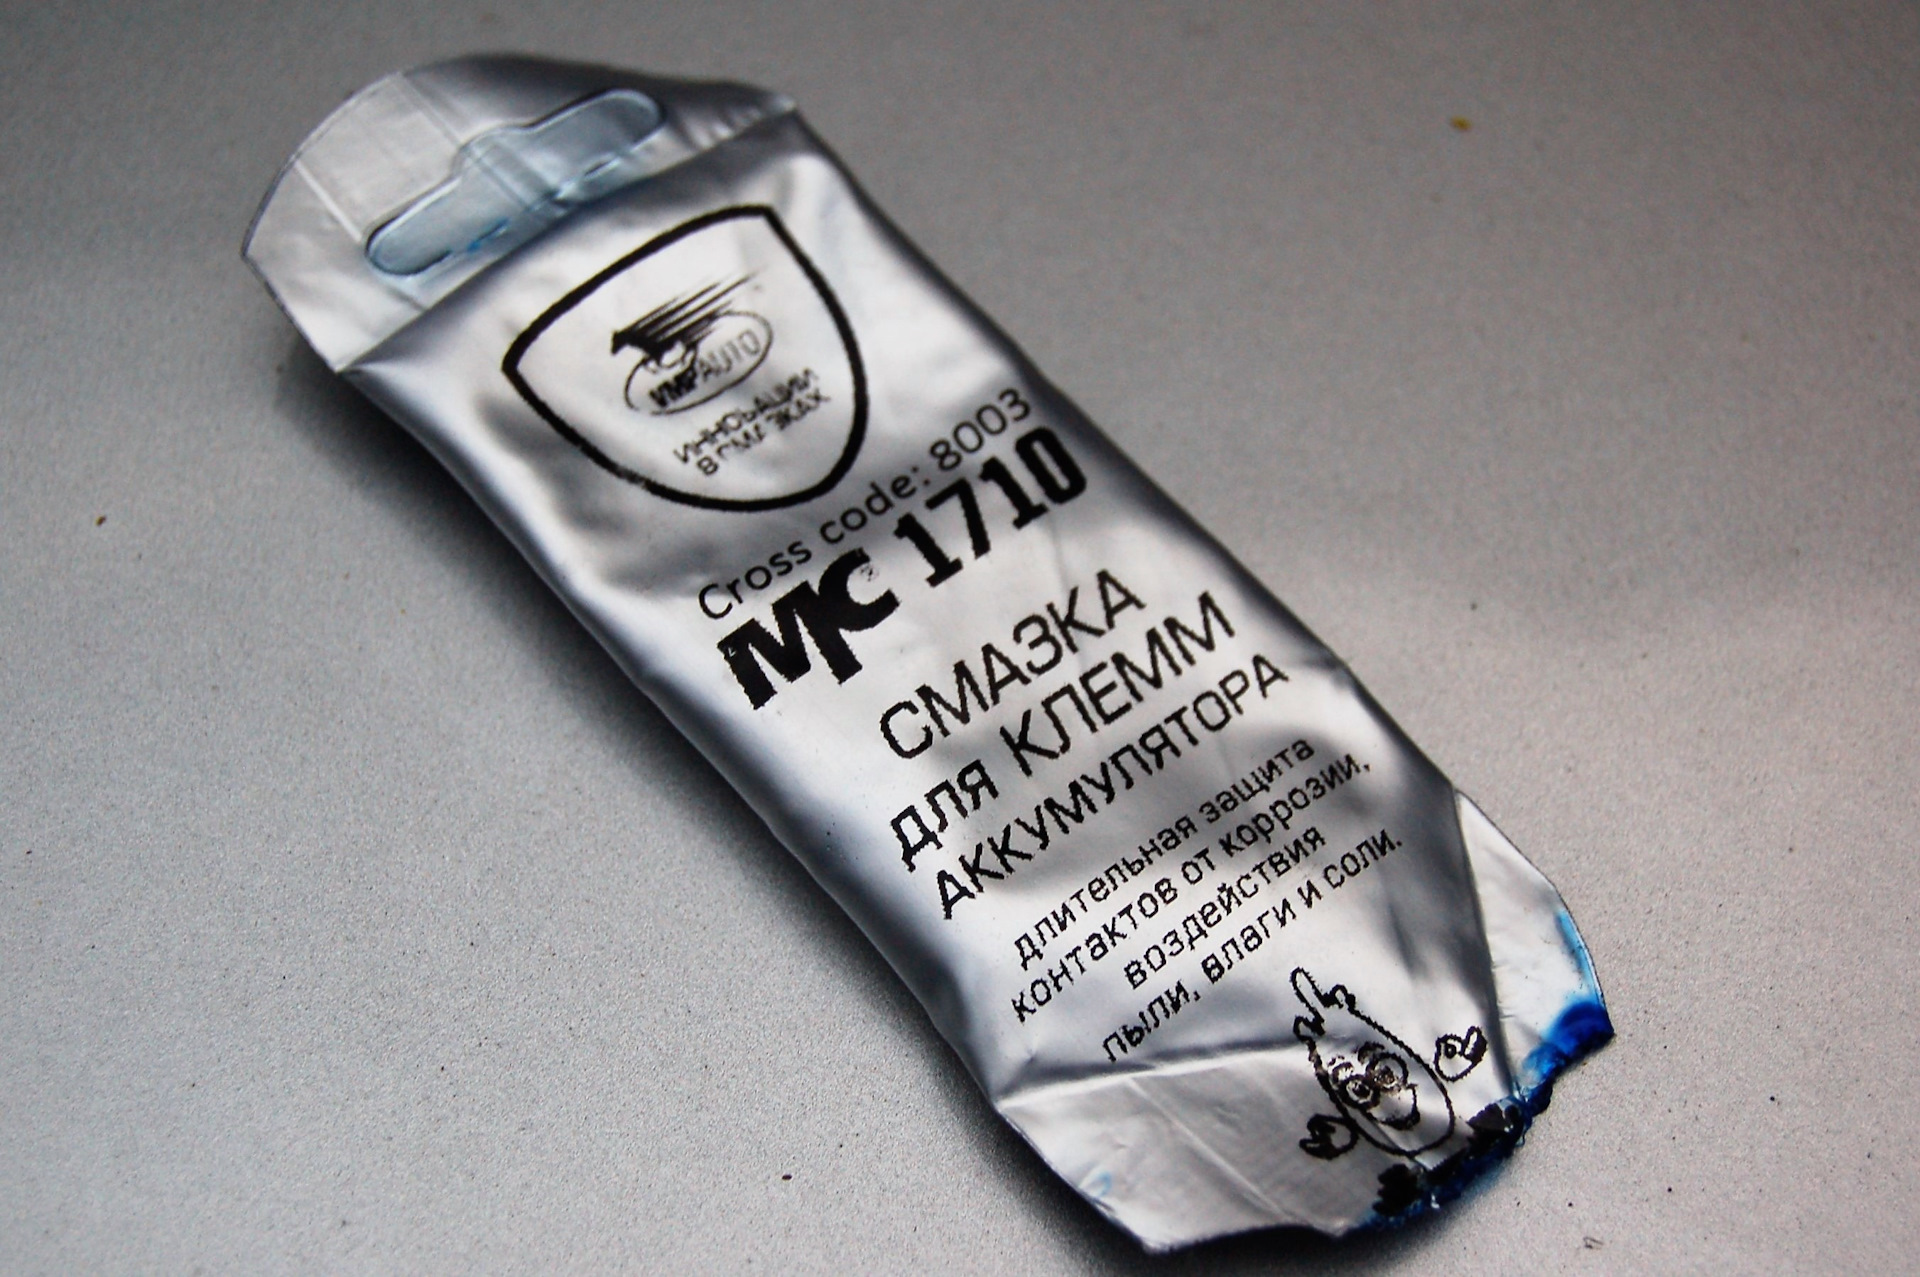 VMPAUTO
ИННОВАЦИИ
В СМАЗКАХ
Cross code: 8003
МС 1710
СМАЗКА
ДЛЯ КЛЕММ
АККУМУЛЯТОРА
длительная защита
контактов от коррозии,
воздействия
пыли, влаги и соли.